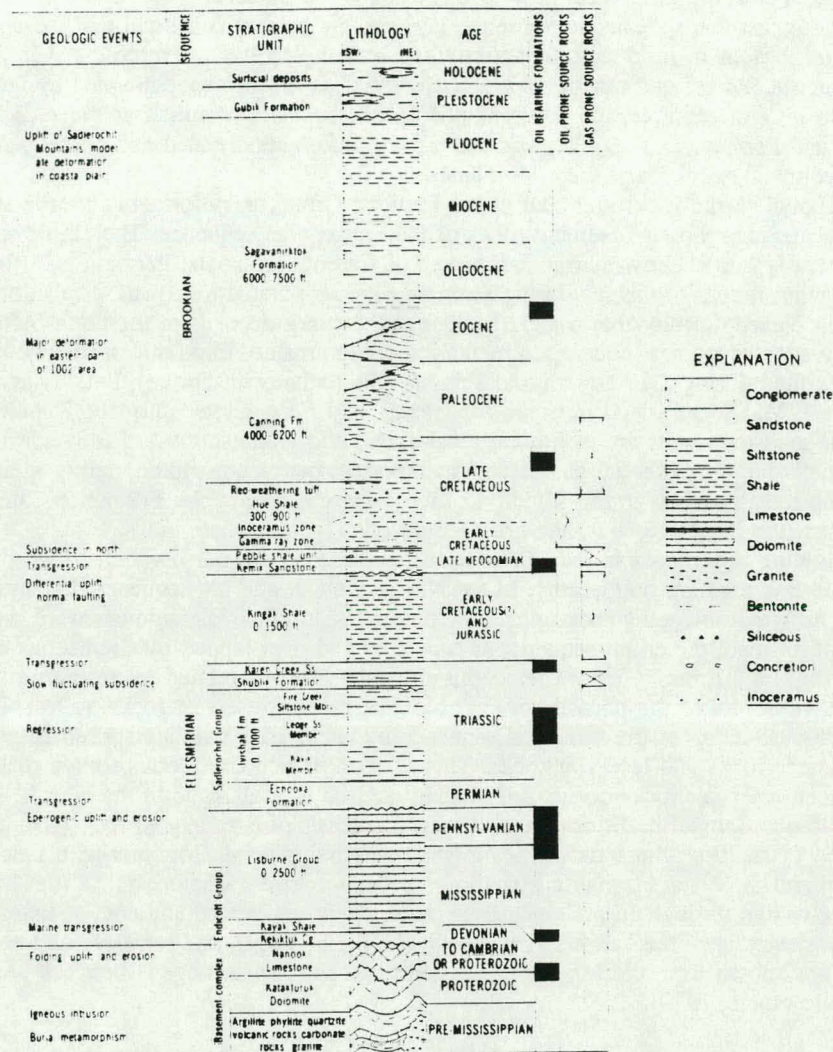 GEOLOGIC EVENTS
SEQUENCE
STRATIGRAPHIC
UNIT
LITHOLOGY
(SSW) (NNE)
AGE
OIL BEARING FORMATIONS
OIL PRONE SOURCE ROCKS
GAS PRONE SOURCE ROCKS
Surficial deposits
HOLOCENE
Gubik Formation
PLEISTOCENE
Uplift of Sadlerochit
Mountains mode
ate deformation
in coastal plain
PLIOCENE
MIOCENE
Sagavanirktok
Formation
6000-7500 ft
OLIGOCENE
BROOKIAN
EOCENE
Major deformation
in eastern part
of 1002 area
PALEOCENE
Canning Fm
4000-6200 ft
LATE
CRETACEOUS
Red-weathering tuff
Hue Shale
300-900 ft
Inoceramus zone
Gamma ray zone
EARLY
CRETACEOUS
Subsidence in north
Pebble shale unit
LATE NEOCOMIAN
Transgression
Kemik Sandstone
Differential uplift
normal faulting
Kingak Shale
0-1500 ft
EARLY
CRETACEOUS(?)
AND
JURASSIC
Transgression
Karen Creek Ss
Slow fluctuating subsidence
Shublik Formation
ELLESMERIAN
Sadlerochit Group
Ivishak Fm
0-1000 ft
Fire Creek
Siltstone Mbr
Ledge Ss
Member
Kavik
Member
TRIASSIC
Regression
Echooka
Formation
PERMIAN
Transgression
Eperogenic uplift and erosion
PENNSYLVANIAN
Lisburne Group
0-2500 ft
MISSISSIPPIAN
Endicott Group
Marine transgression
Kayak Shale
Kekiktuk Cg
DEVONIAN
TO CAMBRIAN
OR PROTEROZOIC
Folding uplift and erosion
Nanook
Limestone
Basement complex
Katakturuk
Dolomite
PROTEROZOIC
Igneous intrusion
Argillite phyllite quartzite
volcanic rocks carbonate
rocks granite
PRE-MISSISSIPPIAN
Buria metamorphism
EXPLANATION
Conglomerate
Sandstone
Siltstone
Shale
Limestone
Dolomite
Granite
Bentonite
Siliceous
Concretion
Inoceramus